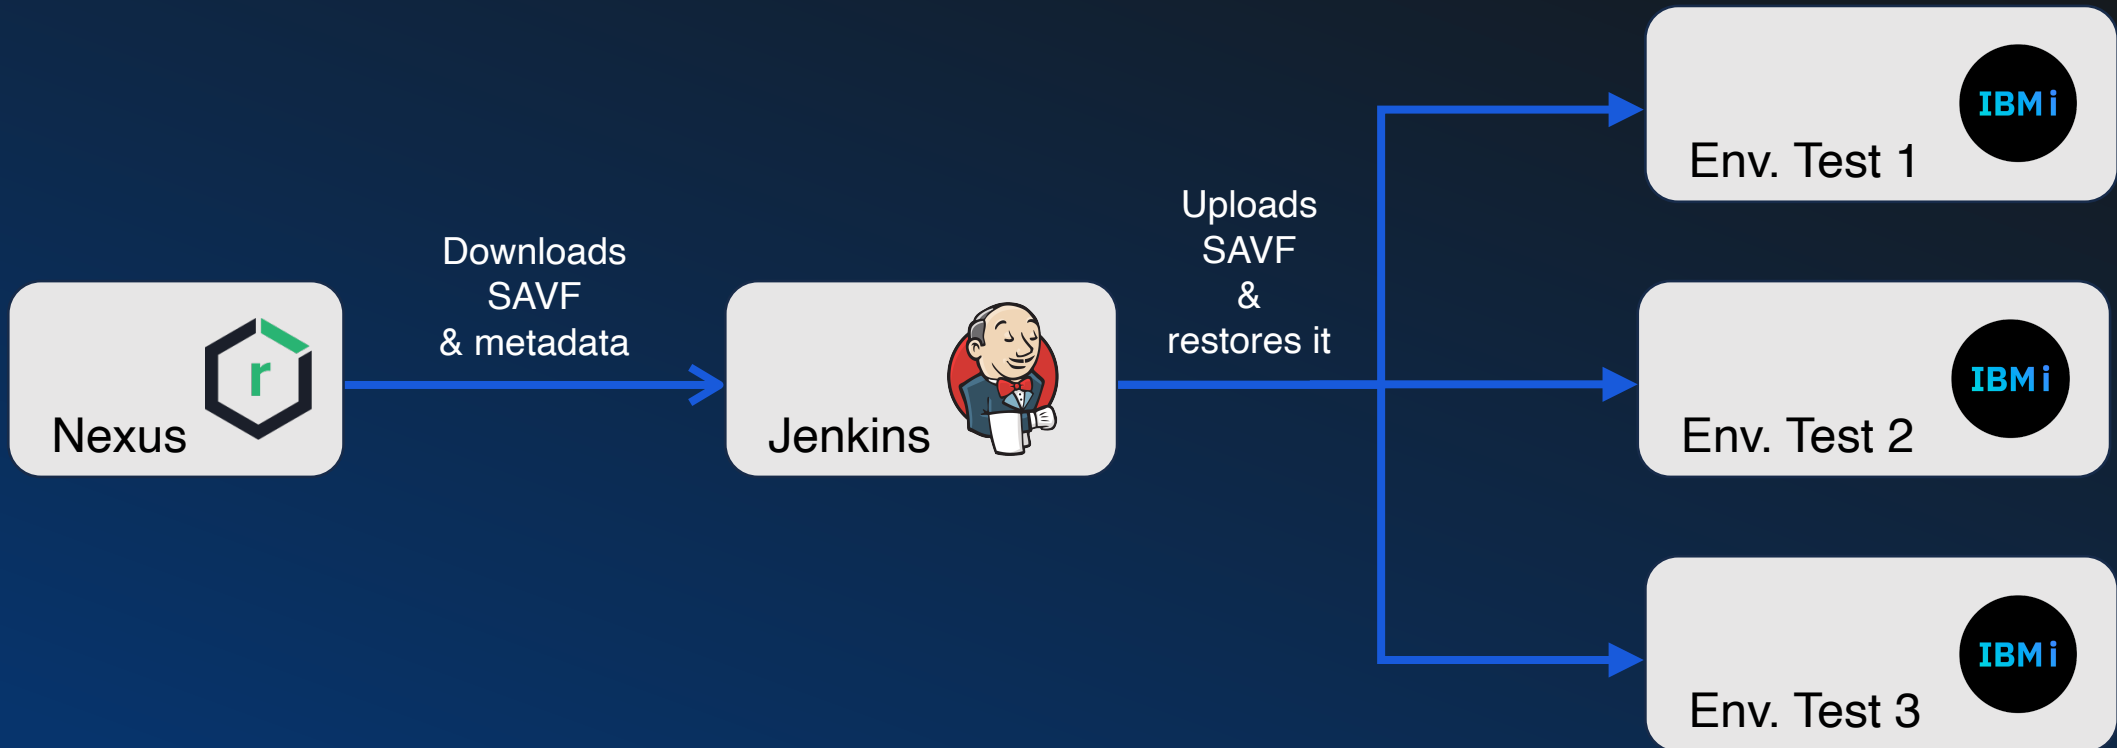 Nexus
r
Downloads
SAVF
& metadata
Jenkins
Uploads
SAVF
&
restores it
Env. Test 1
IBM i
Env. Test 2
IBM i
Env. Test 3
IBM i